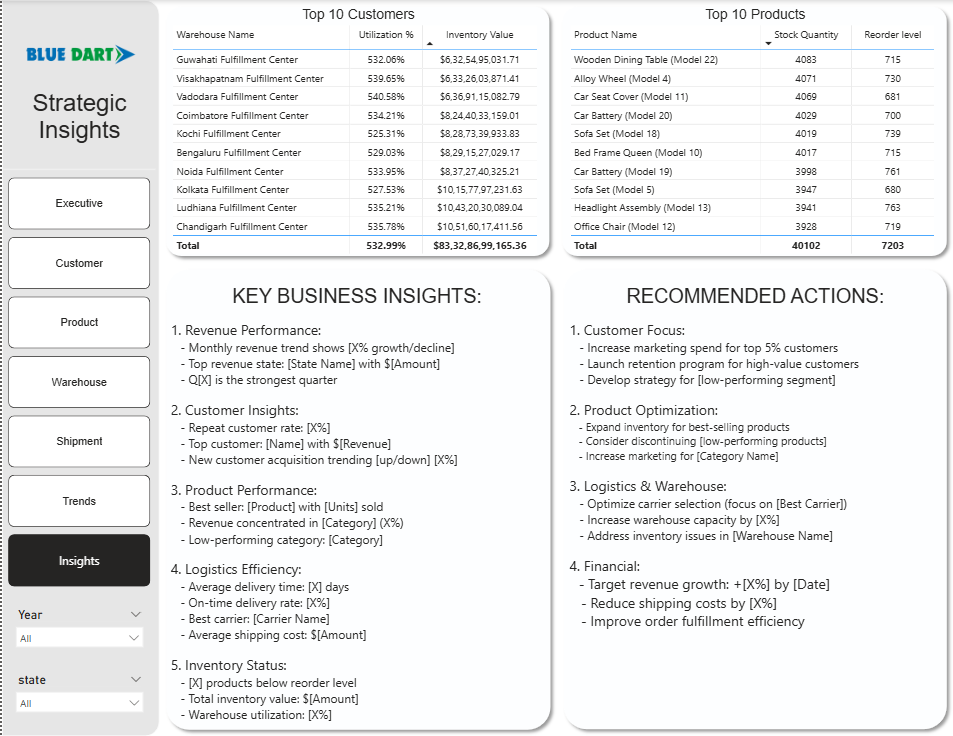 BLUE DART
Strategic
Insights
Executive
Customer
Product
Warehouse
Shipment
Trends
Insights
Year
All
state
All
Top 10 Customers
Warehouse Name Utilization % Inventory Value
Guwahati Fulfillment Center 532.06% $6,32,54,95,031.71
Visakhapatnam Fulfillment Center 539.65% $6,33,26,03,871.41
Vadodara Fulfillment Center 540.58% $6,36,91,15,082.79
Coimbatore Fulfillment Center 534.21% $8,24,40,33,159.01
Kochi Fulfillment Center 525.31% $8,28,73,39,933.83
Bengaluru Fulfillment Center 529.03% $8,29,15,27,029.17
Noida Fulfillment Center 533.95% $8,37,27,40,325.21
Kolkata Fulfillment Center 527.53% $10,15,77,97,231.63
Ludhiana Fulfillment Center 535.21% $10,43,20,30,089.04
Chandigarh Fulfillment Center 535.78% $10,51,60,17,411.56
Total 532.99% $83,32,86,99,165.36
Top 10 Products
Product Name Stock Quantity Reorder level
Wooden Dining Table (Model 22) 4083 715
Alloy Wheel (Model 4) 4071 730
Car Seat Cover (Model 11) 4069 681
Car Battery (Model 20) 4029 700
Sofa Set (Model 18) 4019 739
Bed Frame Queen (Model 10) 4017 715
Car Battery (Model 19) 3998 761
Sofa Set (Model 5) 3947 680
Headlight Assembly (Model 13) 3941 763
Office Chair (Model 12) 3928 719
Total 40102 7203
KEY BUSINESS INSIGHTS:
1. Revenue Performance:
- Monthly revenue trend shows [X% growth/decline]
- Top revenue state: [State Name] with $[Amount]
- Q[X] is the strongest quarter
2. Customer Insights:
- Repeat customer rate: [X%]
- Top customer: [Name] with $[Revenue]
- New customer acquisition trending [up/down] [X%]
3. Product Performance:
- Best seller: [Product] with [Units] sold
- Revenue concentrated in [Category] (X%)
- Low-performing category: [Category]
4. Logistics Efficiency:
- Average delivery time: [X] days
- On-time delivery rate: [X%]
- Best carrier: [Carrier Name]
- Average shipping cost: $[Amount]
5. Inventory Status:
- [X] products below reorder level
- Total inventory value: $[Amount]
- Warehouse utilization: [X%]
RECOMMENDED ACTIONS:
1. Customer Focus:
- Increase marketing spend for top 5% customers
- Launch retention program for high-value customers
- Develop strategy for [low-performing segment]
2. Product Optimization:
- Expand inventory for best-selling products
- Consider discontinuing [low-performing products]
- Increase marketing for [Category Name]
3. Logistics & Warehouse:
- Optimize carrier selection (focus on [Best Carrier])
- Increase warehouse capacity by [X%]
- Address inventory issues in [Warehouse Name]
4. Financial:
- Target revenue growth: +[X%] by [Date]
- Reduce shipping costs by [X%]
- Improve order fulfillment efficiency